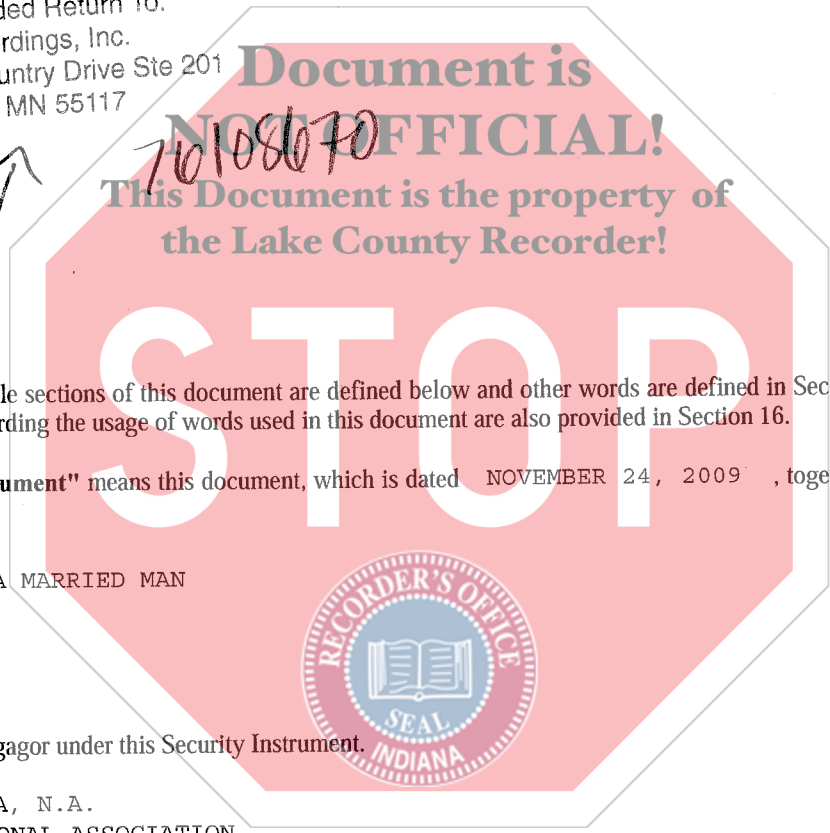 ded Return To:
rdings, Inc.
untry Drive Ste 201
MN 55117
76108670
Document is
NOT OFFICIAL!
This Document is the property of
the Lake County Recorder!
STOP
le sections of this document are defined below and other words are defined in Sec
rding the usage of words used in this document are also provided in Section 16.
ument" means this document, which is dated NOVEMBER 24, 2009 , toge
A MARRIED MAN
RECORDER'S OFFICE
SEAL
INDIANA
gagor under this Security Instrument.
A, N.A.
ONAL ASSOCIATION